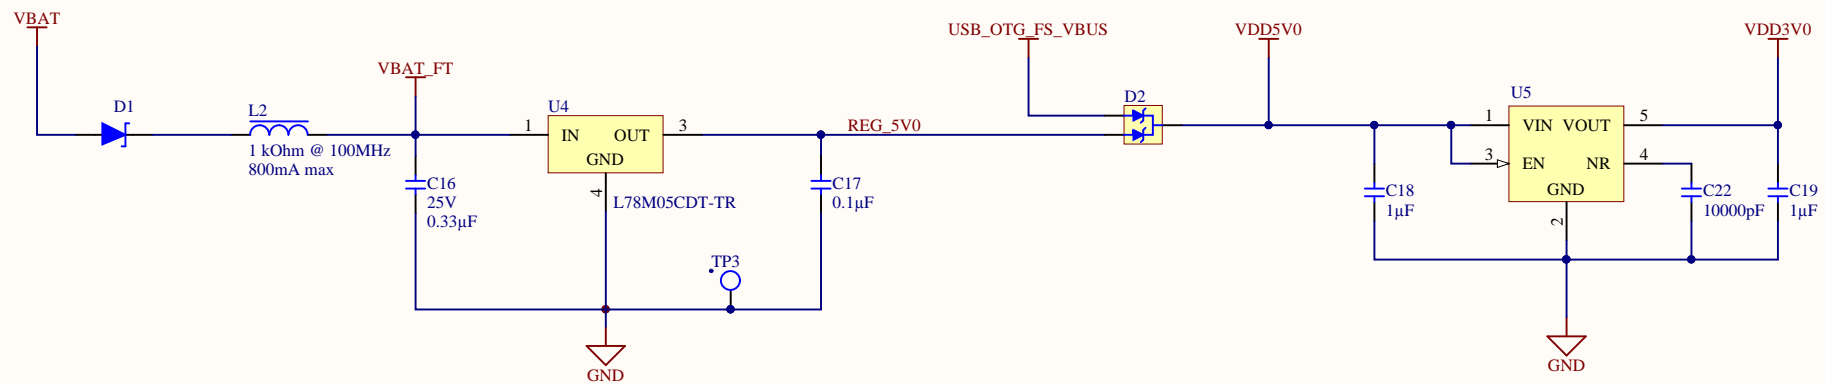 VBAT
D1
L2
1 kOhm @ 100MHz
800mA max
VBAT_FT
C16
25V
0.33µF
U4
1
IN
OUT
3
GND
4
L78M05CDT-TR
TP3
GND
C17
0.1µF
REG_5V0
USB_OTG_FS_VBUS
D2
VDD5V0
C18
1µF
U5
1
VIN
VOUT
5
3
EN
NR
4
GND
2
C22
10000pF
VDD3V0
C19
1µF
GND